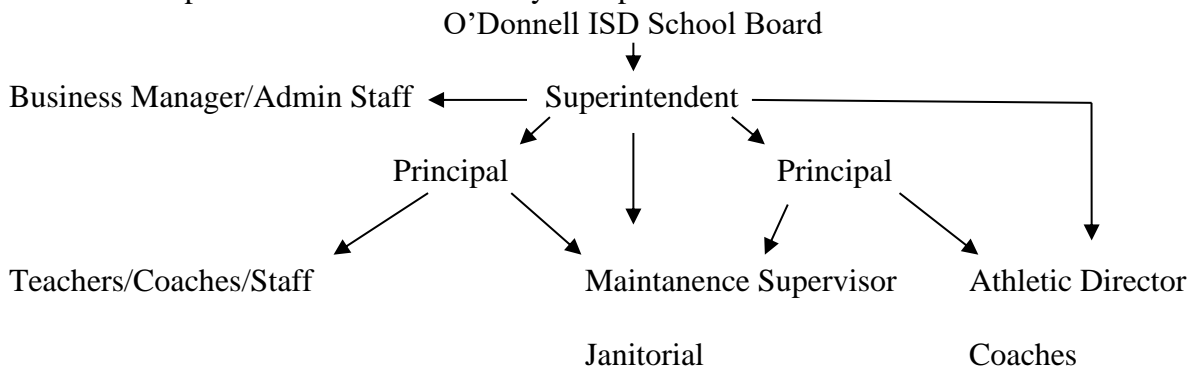 O’Donnell ISD School Board
Business Manager/Admin Staff Superintendent
Principal Principal
Teachers/Coaches/Staff Maintanence Supervisor Athletic Director
Janitorial Coaches